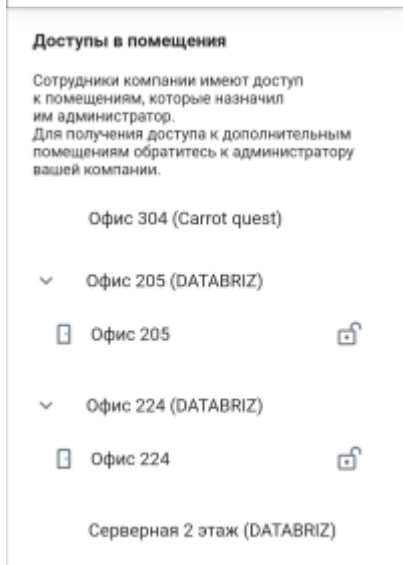 Доступы в помещения
Сотрудники компании имеют доступ
к помещениям, которые назначил
им администратор.
Для получения доступа к дополнительным
помещениям обратитесь к администратору
вашей компании.
Офис 304 (Carrot quest)
Офис 205 (DATABRIZ)
Офис 205
Офис 224 (DATABRIZ)
Офис 224
Серверная 2 этаж (DATABRIZ)